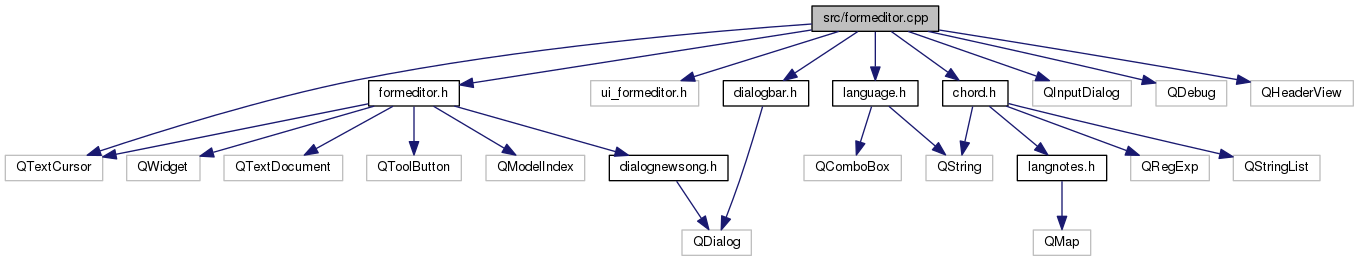 src/formeditor.cpp
formeditor.h
ui_formeditor.h
dialogbar.h
language.h
chord.h
QInputDialog
QDebug
QHeaderView
QTextCursor
QWidget
QTextDocument
QToolButton
QModelIndex
dialognewsong.h
QComboBox
QString
langnotes.h
QRegExp
QStringList
QDialog
QMap